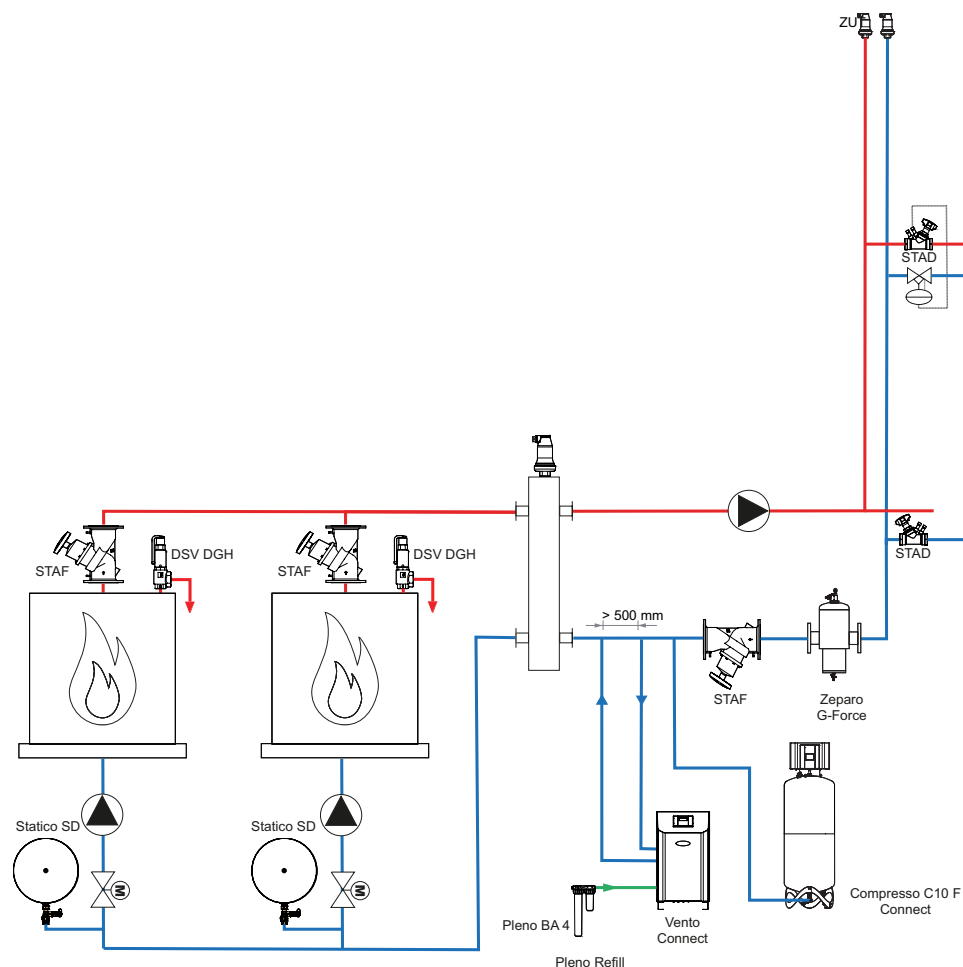 ZU
STAD
STAF
DSV DGH
STAF
DSV DGH
STAD
> 500 mm
STAF
Zeparo
G-Force
Statico SD
M
Statico SD
M
Pleno BA 4
Vento
Connect
Compresso C10 F
Connect
Pleno Refill